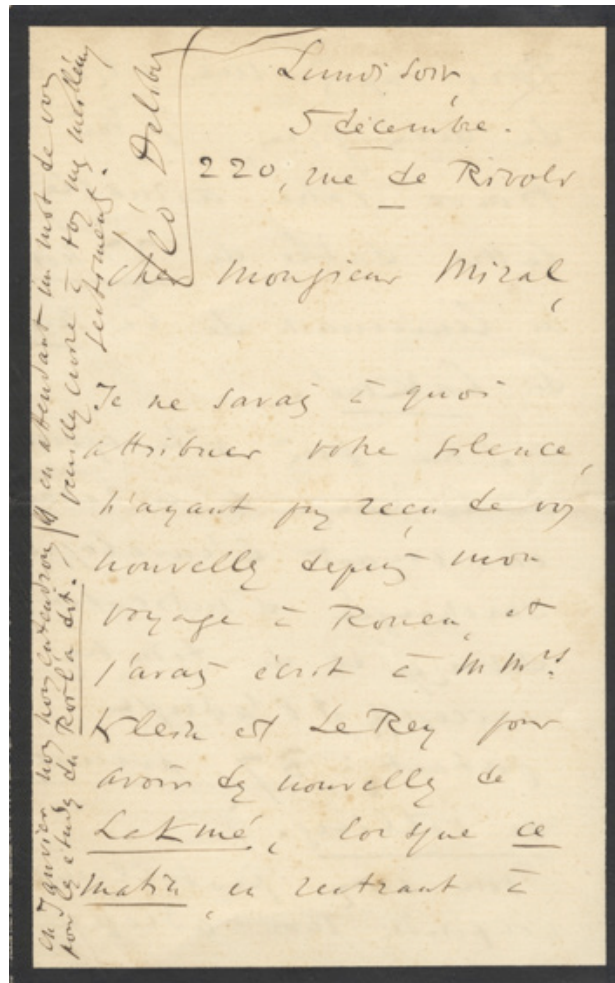 Lundi soir,
5 décembre.
220, rue de Rivoli
Cher Monsieur Miral,
Je ne savais à quoi
attribuer votre silence,
n'ayant pas reçu de vos
nouvelles depuis mon
voyage à Rouen, et
j'avais écrit à MMrs
Klein et Le Rey pour
avoir des nouvelles de
Lakmé, lorsque ce
matin, en rentrant à
en Janvier nous nous entendrons
pour les études du Roi l'a dit.
en attendant un mot de vous
veuillez croire à tous mes meilleurs
sentiments.
Léo Delibes